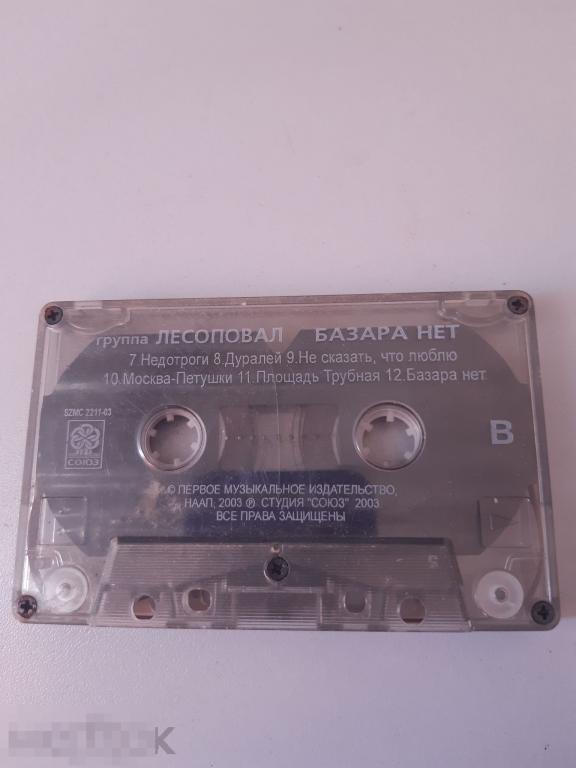 группа ЛЕСОПОВАЛ БАЗАРА НЕТ
7.Недотроги 8.Дуралей 9.Не сказать, что люблю
10.Москва-Петушки 11.Площадь Трубная 12.Базара нет
SZMC 2211-03
СОЮЗ
B
© ПЕРВОЕ МУЗЫКАЛЬНОЕ ИЗДАТЕЛЬСТВО,
НААП, 2003 ℗ СТУДИЯ "СОЮЗ" 2003
ВСЕ ПРАВА ЗАЩИЩЕНЫ